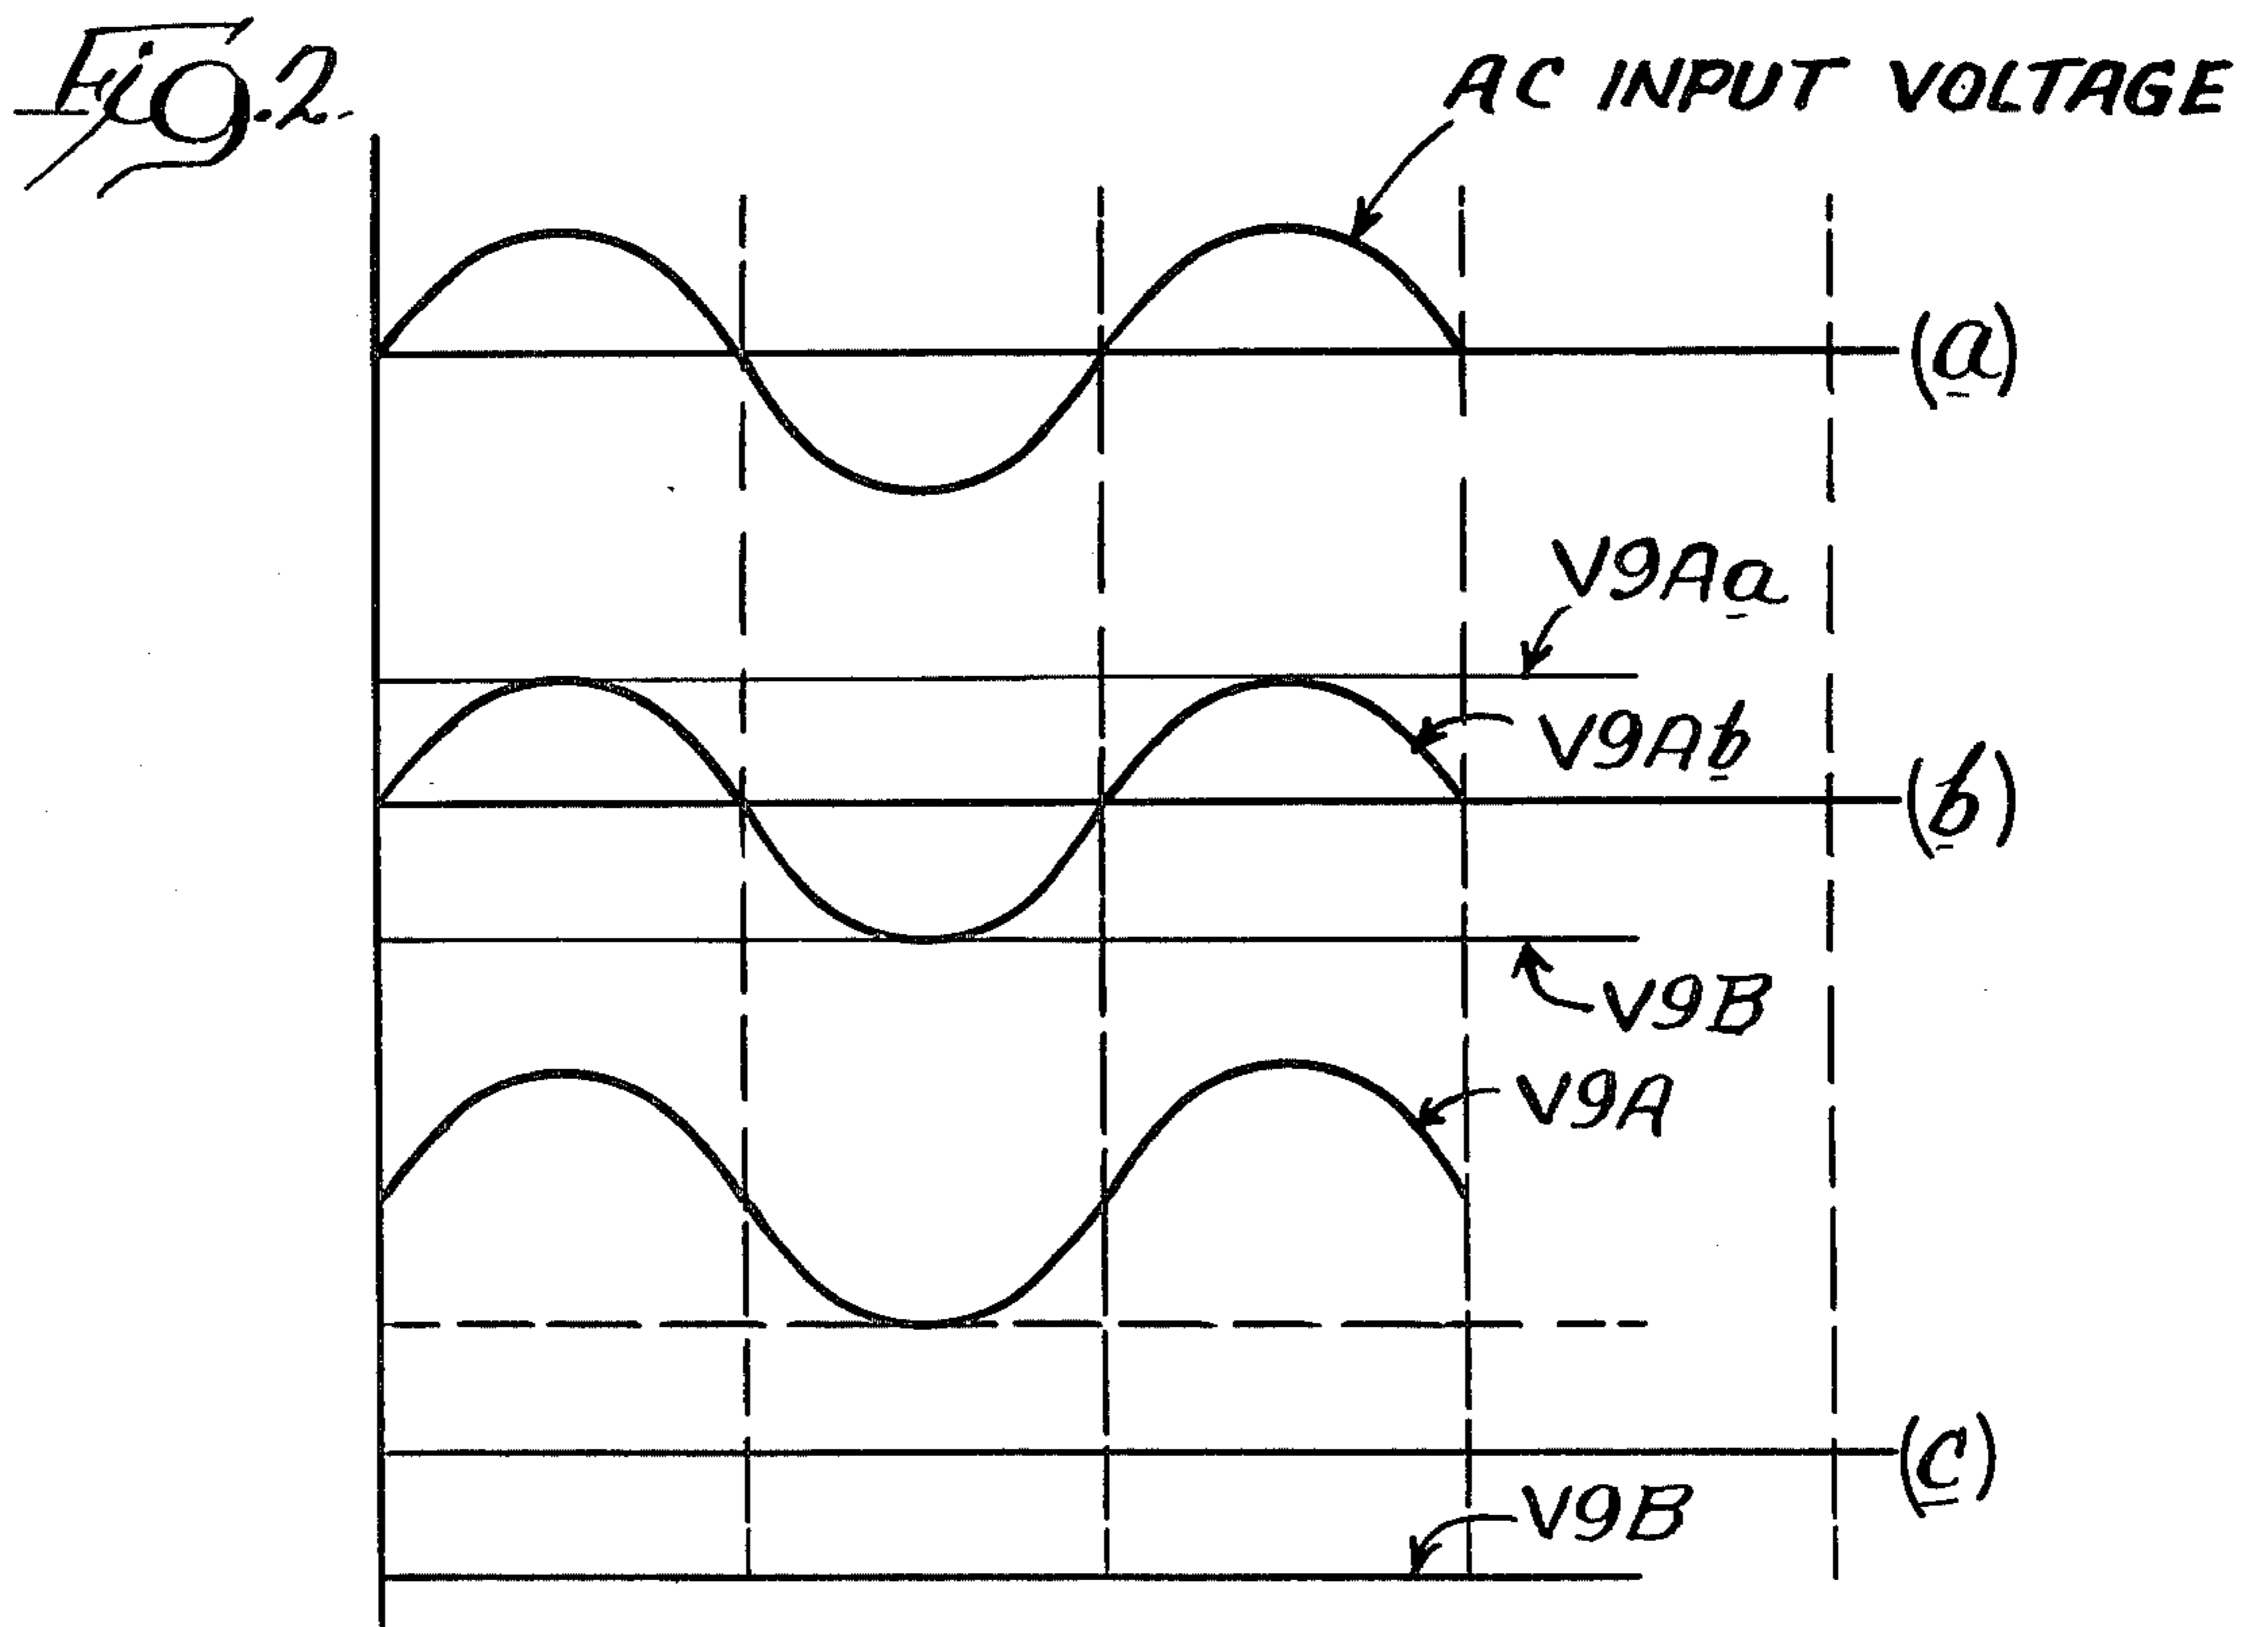 Fig. 2
AC INPUT VOLTAGE
(a)
V9Aa
V9Ab
(b)
V9B
V9A
(c)
V9B